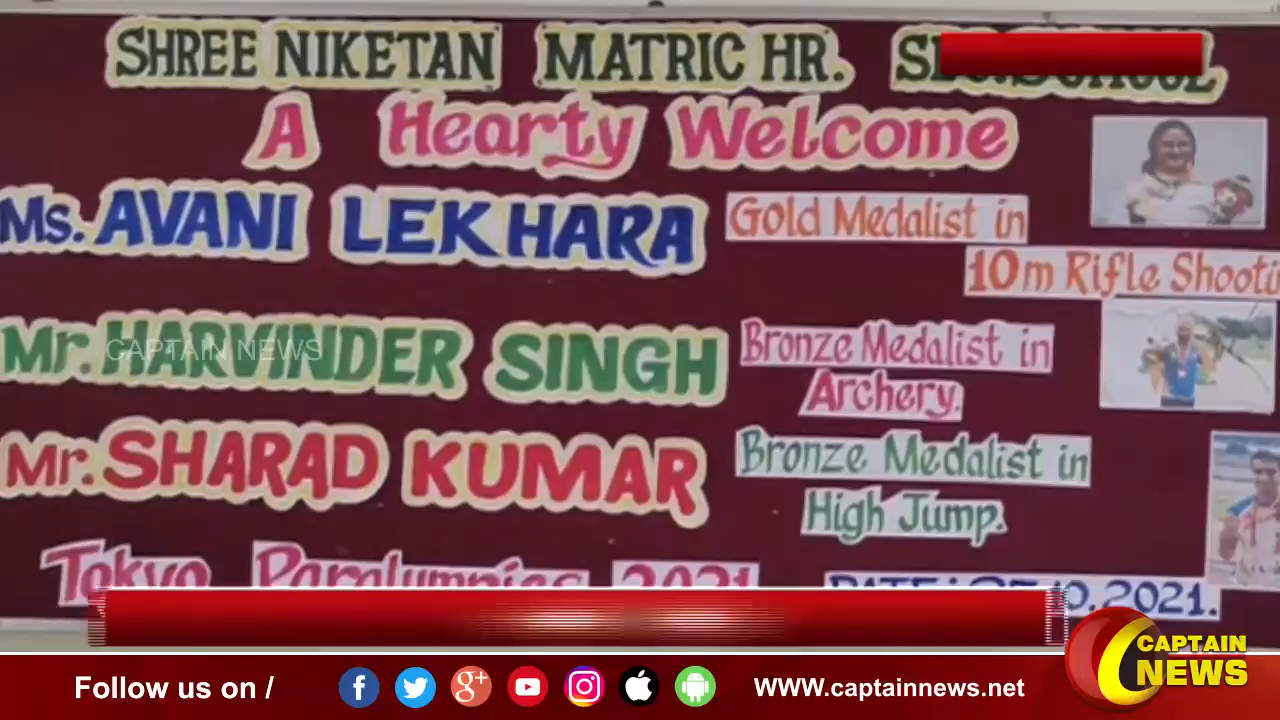 SHREE NIKETAN MATRIC HR. SEC. SCHOOL
A Hearty Welcome
Ms. AVANI LEKHARA Gold Medalist in
10m Rifle Shooti
Mr. HARVINDER SINGH Bronze Medalist in
Archery.
CAPTAIN NEWS
Mr. SHARAD KUMAR Bronze Medalist in
High Jump.
Tokyo Paralympics 2021 DATE: 10.2021.
CAPTAIN
NEWS
Follow us on / WWW.captainnews.net